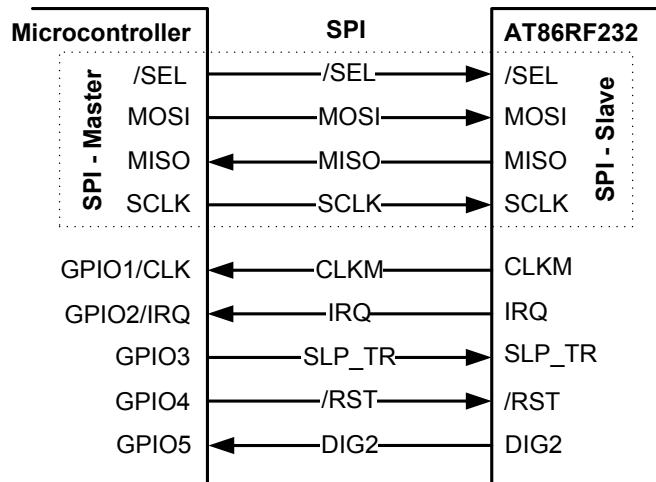 Microcontroller SPI AT86RF232
/SEL /SEL /SEL
MOSI MOSI MOSI
MISO MISO MISO
SCLK SCLK SCLK
SPI - Master
SPI - Slave
GPIO1/CLK CLKM CLKM
GPIO2/IRQ IRQ IRQ
GPIO3 SLP_TR SLP_TR
GPIO4 /RST /RST
GPIO5 DIG2 DIG2